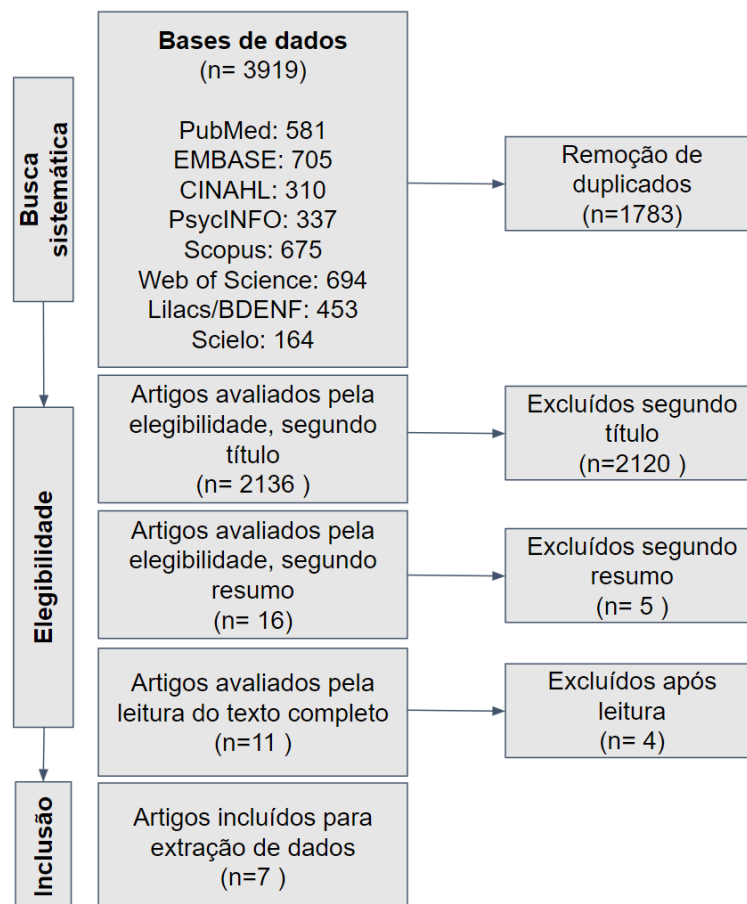 Busca
sistemática
Bases de dados
(n= 3919)
PubMed: 581
EMBASE: 705
CINAHL: 310
PsycINFO: 337
Scopus: 675
Web of Science: 694
Lilacs/BDENF: 453
Scielo: 164
Remoção de
duplicados
(n=1783)
Elegibilidade
Artigos avaliados pela
elegibilidade, segundo
título
(n= 2136 )
Excluídos segundo
título
(n=2120 )
Artigos avaliados pela
elegibilidade, segundo
resumo
(n= 16)
Excluídos segundo
resumo
(n= 5 )
Artigos avaliados pela
leitura do texto completo
(n=11 )
Excluídos após
leitura
(n= 4)
Inclusão
Artigos incluídos para
extração de dados
(n=7 )